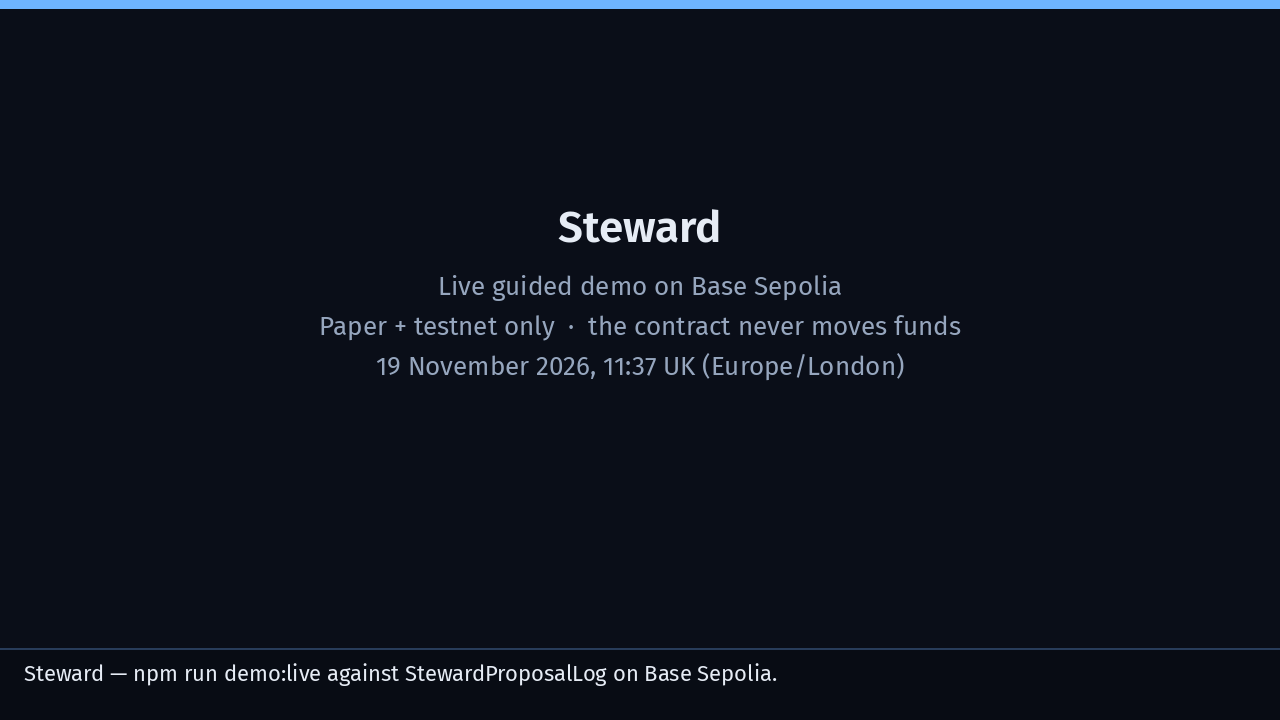 Steward
Live guided demo on Base Sepolia
Paper + testnet only · the contract never moves funds
19 November 2026, 11:37 UK (Europe/London)
Steward — npm run demo:live against StewardProposalLog on Base Sepolia.